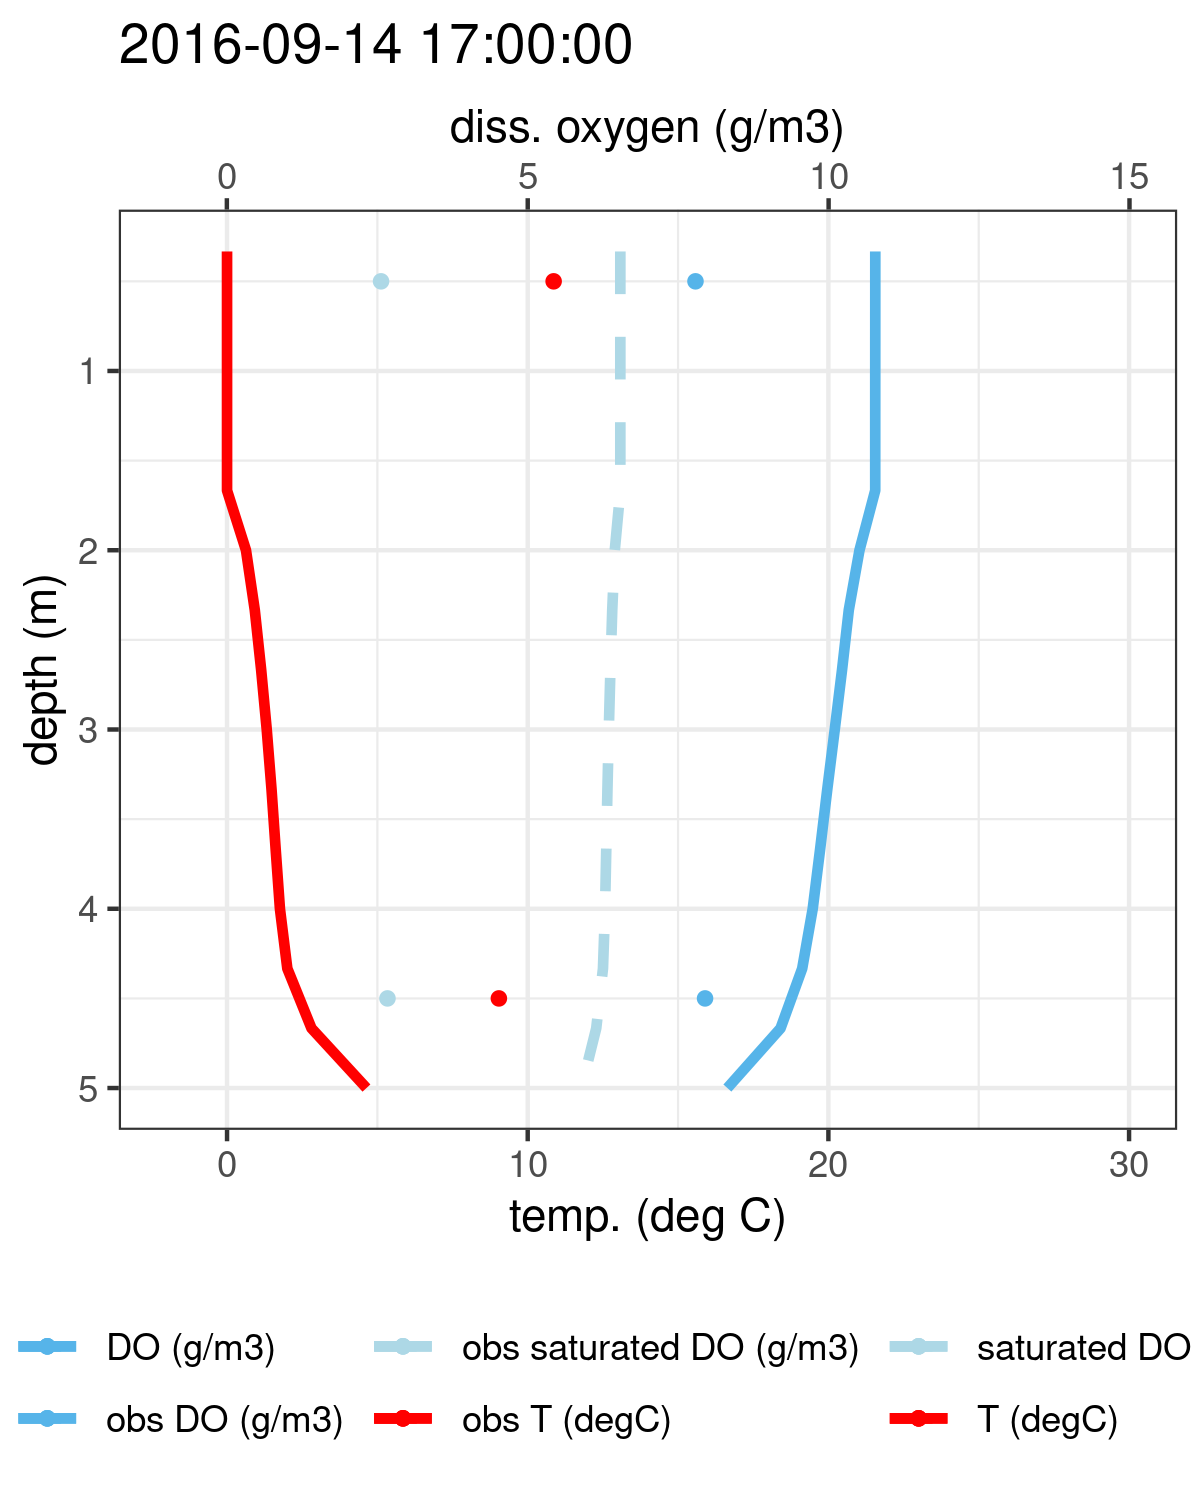 2016-09-14 17:00:00
diss. oxygen (g/m3)
0 5 10 15
depth (m)
1
2
3
4
5
0 10 20 30
temp. (deg C)
DO (g/m3) obs saturated DO (g/m3) saturated DO
obs DO (g/m3) obs T (degC) T (degC)